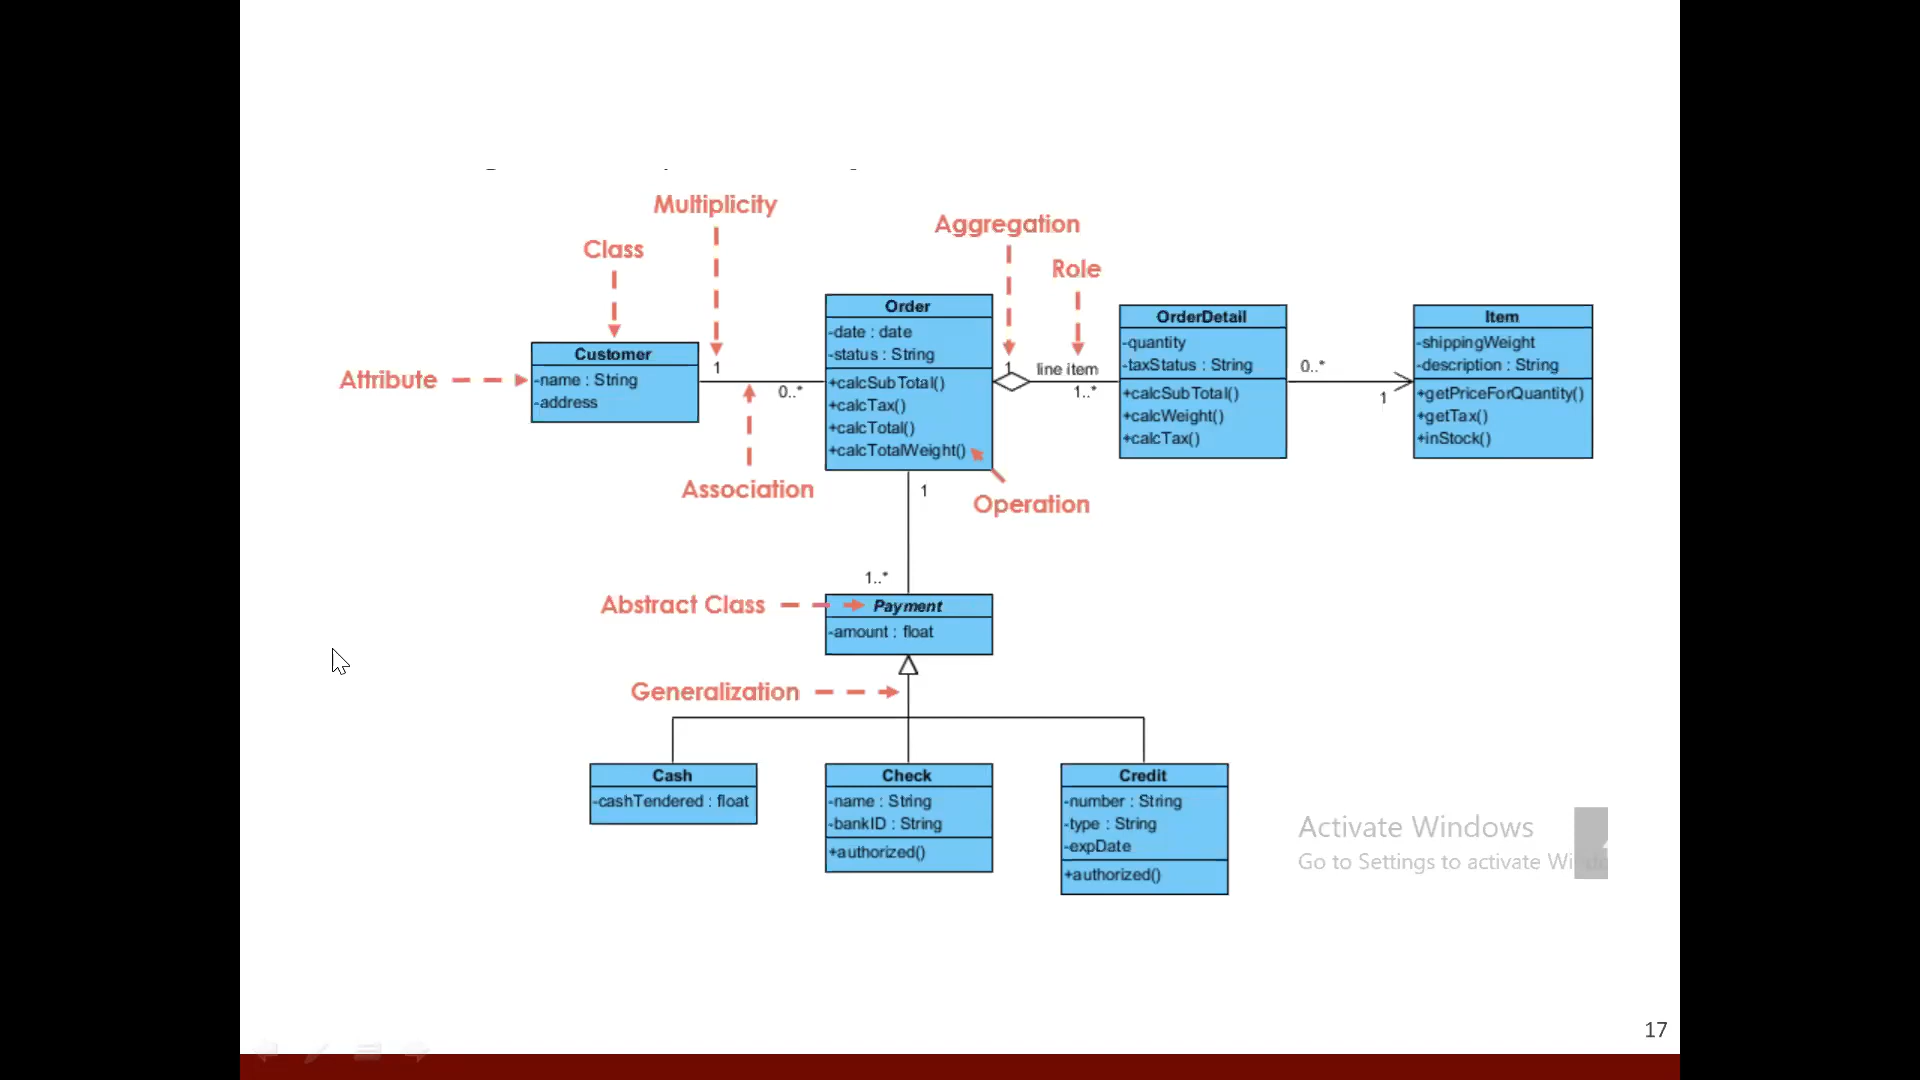 Multiplicity
Aggregation
Class
Role
Order
-date : date
-status : String
+calcSubTotal()
+calcTax()
+calcTotal()
+calcTotalWeight()
OrderDetail
-quantity
-taxStatus : String
+calcSubTotal()
+calcWeight()
+calcTax()
Item
-shippingWeight
-description : String
+getPriceForQuantity()
+getTax()
+inStock()
Customer
-name : String
-address
Attribute
1
0..*
1
line item
1..*
0..*
1
Association
Operation
1
1..*
Abstract Class
Payment
-amount : float
Generalization
Cash
-cashTendered : float
Check
-name : String
-bankID : String
+authorized()
Credit
-number : String
-type : String
-expDate
+authorized()
Activate Windows
Go to Settings to activate
17